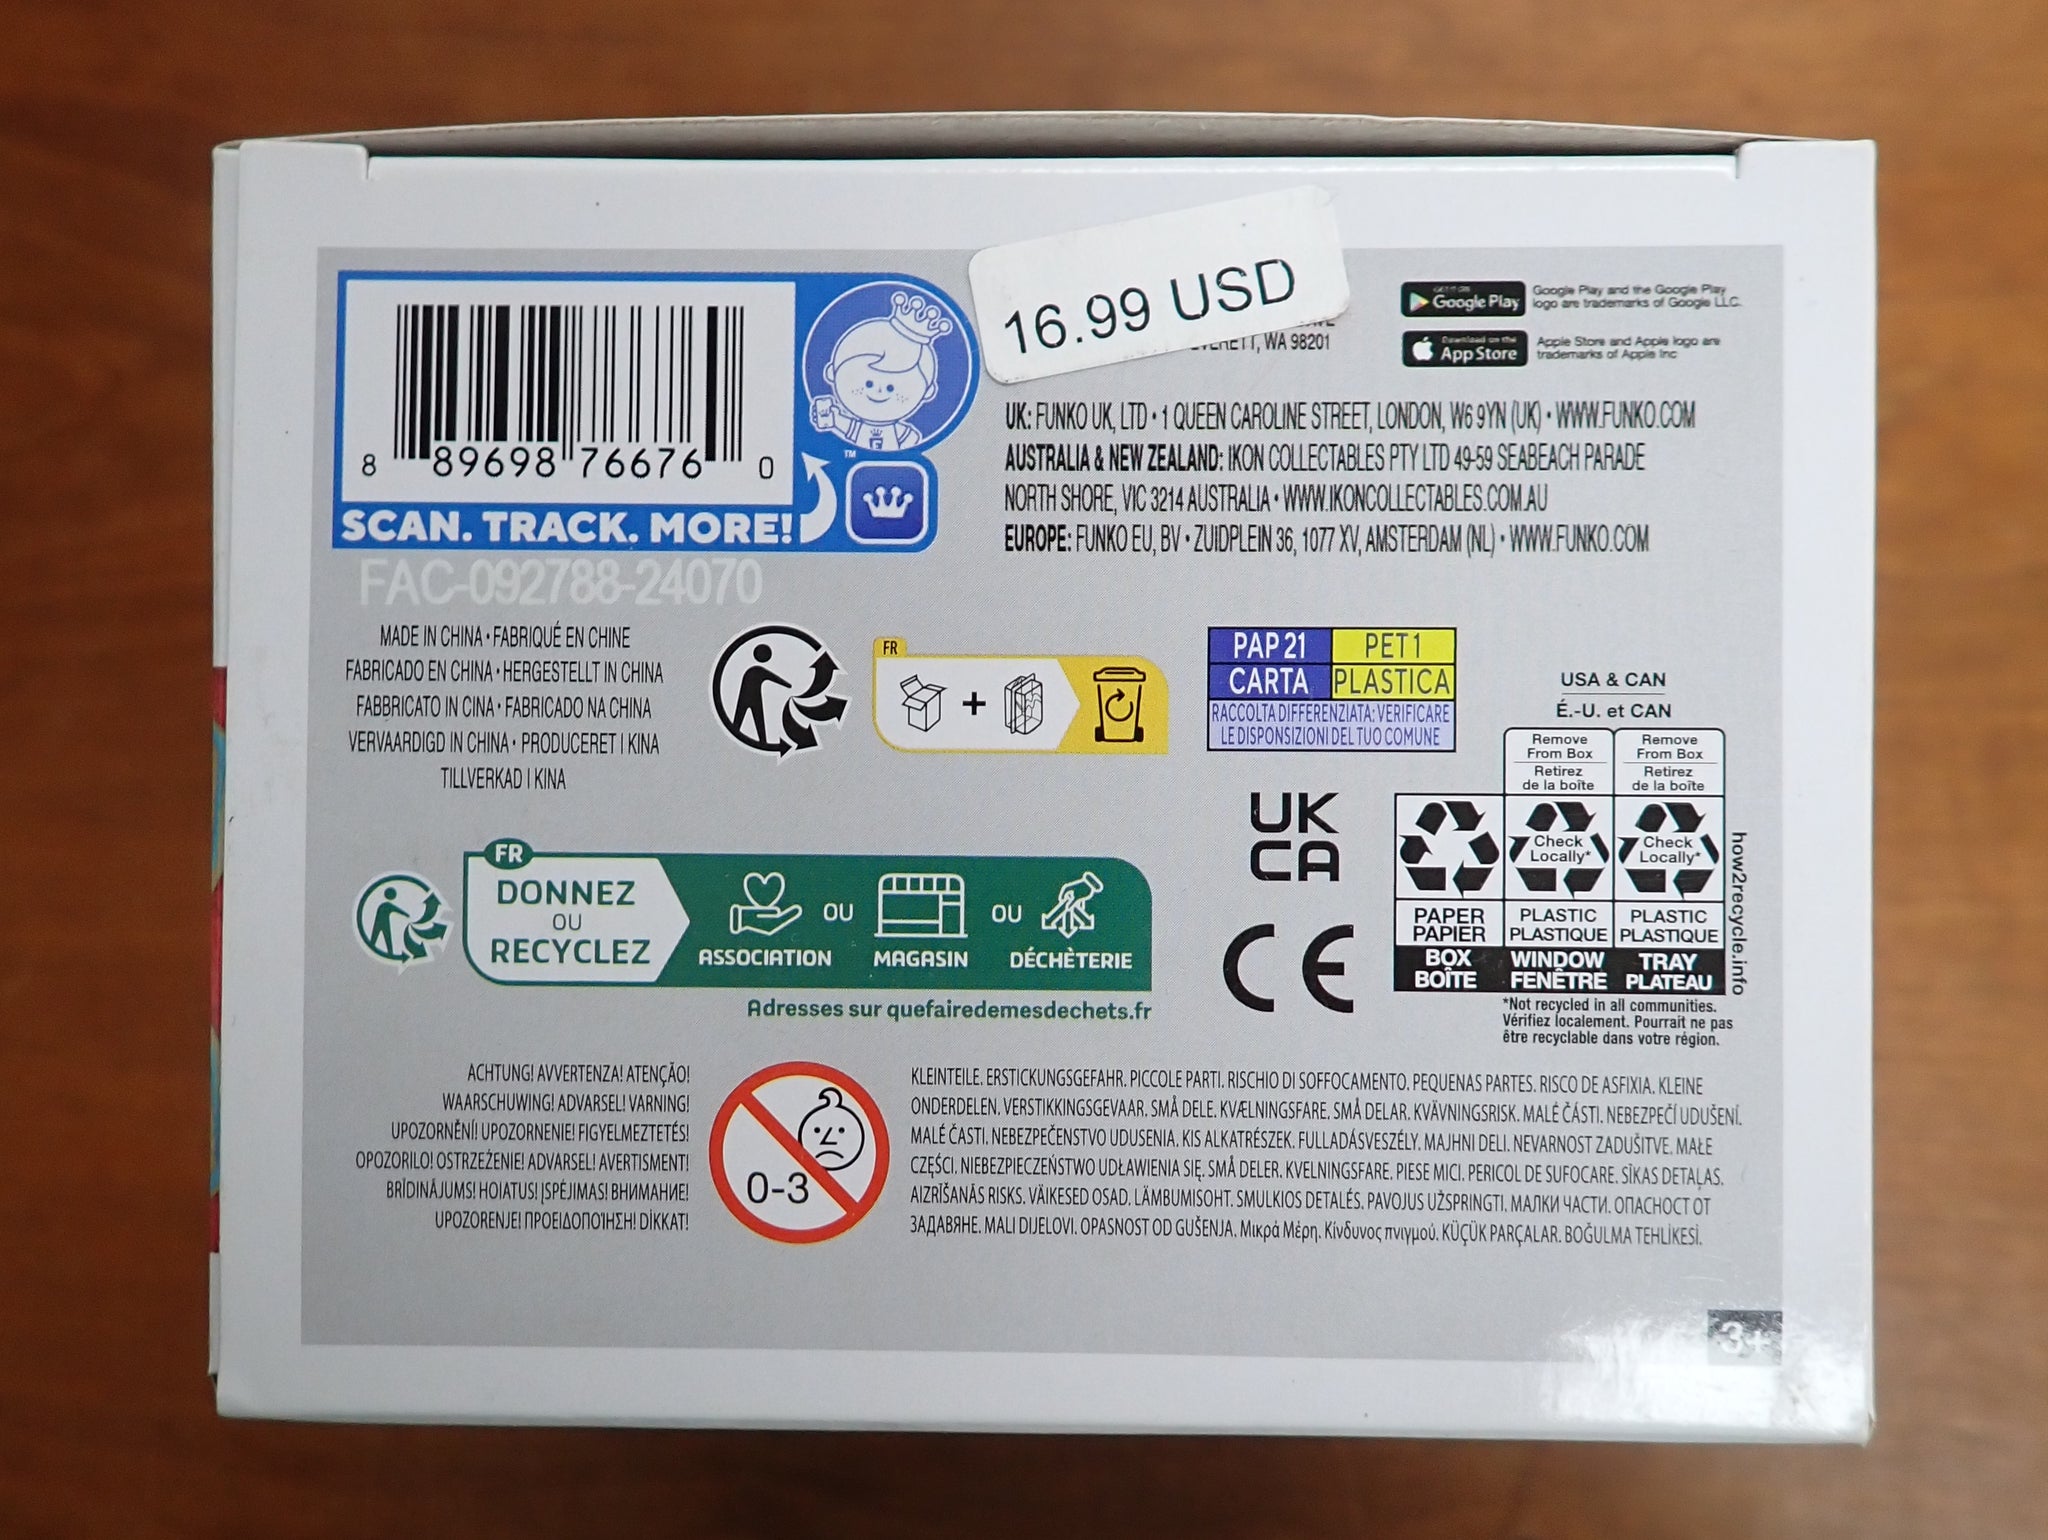 16.99 USD
WA 98201
8 89698 76676 0
SCAN. TRACK. MORE!
™
GET IT ON
Google Play
Google Play and the Google Play
logo are trademarks of Google LLC.
Download on the
App Store
Apple Store and Apple logo are
trademarks of Apple Inc
UK: FUNKO UK, LTD • 1 QUEEN CAROLINE STREET, LONDON, W6 9YN (UK) • WWW.FUNKO.COM
AUSTRALIA & NEW ZEALAND: IKON COLLECTABLES PTY LTD 49-59 SEABEACH PARADE
NORTH SHORE, VIC 3214 AUSTRALIA • WWW.IKONCOLLECTABLES.COM.AU
EUROPE: FUNKO EU, BV • ZUIDPLEIN 36, 1077 XV, AMSTERDAM (NL) • WWW.FUNKO.COM
FAC-092788-24070
MADE IN CHINA • FABRIQUÉ EN CHINE
FABRICADO EN CHINA • HERGESTELLT IN CHINA
FABBRICATO IN CINA • FABRICADO NA CHINA
VERVAARDIGD IN CHINA • PRODUCERET I KINA
TILLVERKAD I KINA
FR
+
PAP 21
PET 1
CARTA
PLASTICA
RACCOLTA DIFFERENZIATA: VERIFICARE
LE DISPONSIZIONI DEL TUO COMUNE
USA & CAN
É.-U. et CAN
Remove
From Box
Retirez
de la boîte
Remove
From Box
Retirez
de la boîte
Check
Locally*
Check
Locally*
PAPER
PAPIER
PLASTIC
PLASTIQUE
PLASTIC
PLASTIQUE
BOX
BOÎTE
WINDOW
FENÊTRE
TRAY
PLATEAU
how2recycle.info
*Not recycled in all communities.
Vérifiez localement. Pourrait ne pas
être recyclable dans votre région.
UK
CA
CE
FR
DONNEZ
OU
RECYCLEZ
ASSOCIATION
OU
MAGASIN
OU
DÉCHÈTERIE
Adresses sur quefairedemesdechets.fr
ACHTUNG! AVVERTENZA! ATENÇÃO!
WAARSCHUWING! ADVARSEL! VARNING!
UPOZORNĚNÍ! UPOZORNENIE! FIGYELMEZTETÉS!
OPOZORILO! OSTRZEŻENIE! ADVARSEL! AVERTISMENT!
BRĪDINĀJUMS! HOIATUS! ĮSPĖJIMAS! ВНИМАНИЕ!
UPOZORENJE! ΠΡΟΕΙΔΟΠΟΊΗΣΗ! DİKKAT!
0-3
KLEINTEILE. ERSTICKUNGSGEFAHR. PICCOLE PARTI. RISCHIO DI SOFFOCAMENTO. PEQUENAS PARTES. RISCO DE ASFIXIA. KLEINE
ONDERDELEN. VERSTIKKINGSGEVAAR. SMÅ DELE. KVÆLNINGSFARE. SMÅ DELAR. KVÄVNINGSRISK. MALÉ ČÁSTI. NEBEZPEČÍ UDUŠENÍ.
MALÉ ČASTI. NEBEZPEČENSTVO UDUSENIA. KIS ALKATRÉSZEK. FULLADÁSVESZÉLY. MAJHNI DELI. NEVARNOST ZADUŠITVE. MAŁE
CZĘŚCI. NIEBEZPIECZEŃSTWO UDŁAWIENIA SIĘ. SMÅ DELER. KVELNINGSFARE. PIESE MICI. PERICOL DE SUFOCARE. SĪKAS DETAĻAS.
AIZRĪŠANĀS RISKS. VÄIKESED OSAD. LÄMBUMISOHT. SMULKIOS DETALĖS. PAVOJUS UŽSPRINGTI. МАЛКИ ЧАСТИ. ОПАСНОСТ ОТ
ЗАДАВЯНЕ. MALI DIJELOVI. OPASNOST OD GUŠENJA. Μικρά Μέρη. Κίνδυνος πνιγμού. KÜÇÜK PARÇALAR. BOĞULMA TEHLİKESİ.
3+